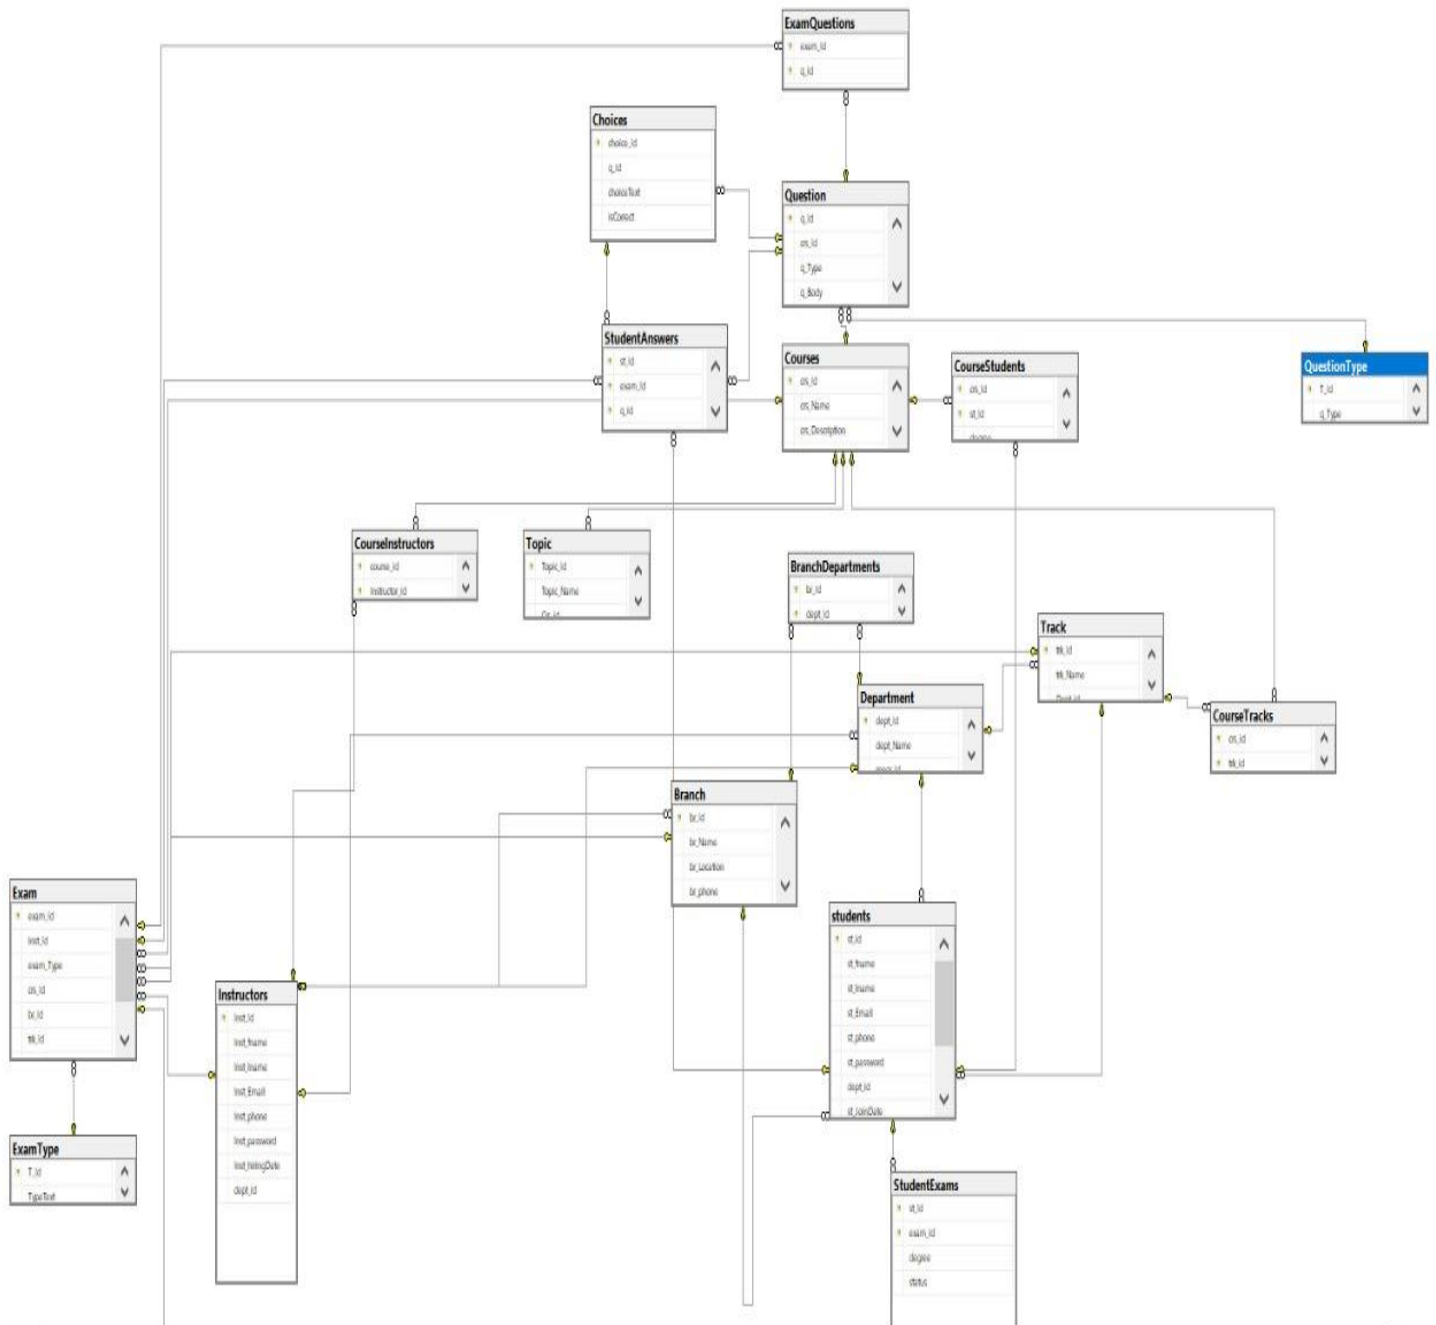 ExamQuestions
exam_id
q_id
Choices
choice_id
q_id
choiceText
isCorrect
Question
q_id
crs_id
q_Type
q_Body
StudentAnswers
st_id
exam_id
q_id
Courses
crs_id
crs_Name
crs_Description
CourseStudents
crs_id
st_id
degree
QuestionType
T_id
q_Type
CourseInstructors
course_id
Instructor_id
Topic
Topic_id
Topic_Name
BranchDepartments
br_id
dept_id
Track
trk_id
trk_Name
Dept_id
Department
dept_id
dept_Name
CourseTracks
crs_id
trk_id
Branch
br_id
br_Name
br_Location
br_phone
Exam
exam_id
inst_id
exam_Type
crs_id
br_id
trk_id
Instructors
inst_id
inst_fname
inst_lname
inst_Email
inst_phone
inst_password
inst_hiringDate
dept_id
students
st_id
st_fname
st_lname
st_Email
st_phone
st_password
dept_id
st_JoinDate
ExamType
T_id
TypeText
StudentExams
st_id
exam_id
degree
status